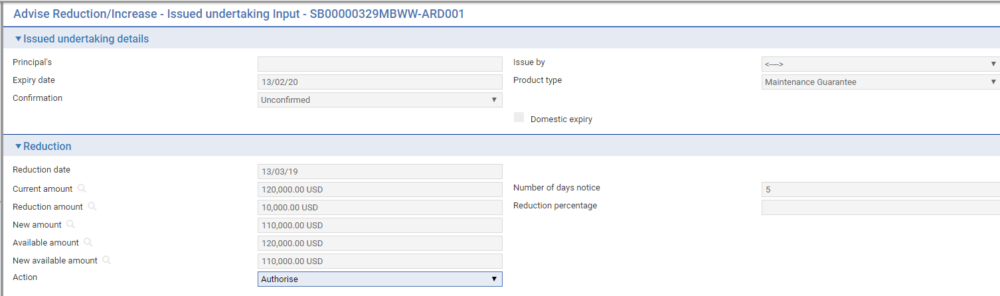 Advise Reduction/Increase - Issued undertaking Input - SB00000329MBWW-ARD001
Issued undertaking details
Principal's
Issue by <---->
Expiry date 13/02/20
Product type Maintenance Guarantee
Confirmation Unconfirmed
Domestic expiry
Reduction
Reduction date 13/03/19
Current amount 120,000.00 USD
Number of days notice 5
Reduction amount 10,000.00 USD
Reduction percentage
New amount 110,000.00 USD
Available amount 120,000.00 USD
New available amount 110,000.00 USD
Action Authorise